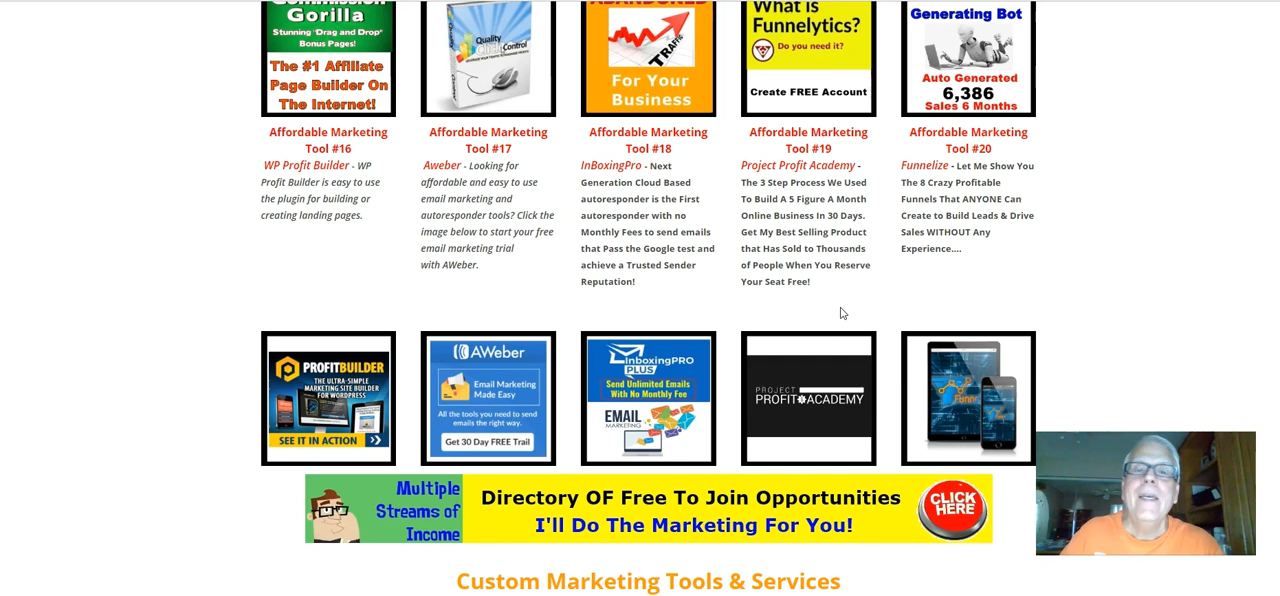 Commission
Gorilla
Stunning 'Drag and Drop'
Bonus Pages!
The #1 Affiliate
Page Builder On
The Internet!
Quality
Click Control
ABANDONED
TRAFFIC
For Your
Business
What is
Funnelytics?
Do you need it?
Create FREE Account
Generating Bot
Auto Generated
6,386
Sales 6 Months
Affordable Marketing
Tool #16
WP Profit Builder - WP
Profit Builder is easy to use
the plugin for building or
creating landing pages.
Affordable Marketing
Tool #17
Aweber - Looking for
affordable and easy to use
email marketing and
autoresponder tools? Click the
image below to start your free
email marketing trial
with AWeber.
Affordable Marketing
Tool #18
InBoxingPro - Next
Generation Cloud Based
autoresponder is the First
autoresponder with no
Monthly Fees to send emails
that Pass the Google test and
achieve a Trusted Sender
Reputation!
Affordable Marketing
Tool #19
Project Profit Academy -
The 3 Step Process We Used
To Build A 5 Figure A Month
Online Business In 30 Days.
Get My Best Selling Product
that Has Sold to Thousands
of People When You Reserve
Your Seat Free!
Affordable Marketing
Tool #20
Funnelize - Let Me Show You
The 8 Crazy Profitable
Funnels That ANYONE Can
Create to Build Leads & Drive
Sales WITHOUT Any
Experience....
PROFITBUILDER
THE ULTRA-SIMPLE
MARKETING SITE BUILDER
FOR WORDPRESS
SEE IT IN ACTION
AWeber
Email Marketing
Made Easy
All the tools you need to send
emails the right way.
Get 30 Day FREE Trail
InboxingPRO
PLUS
Send Unlimited Emails
With No Monthly Fee
EMAIL
MARKETING
PROJECT
PROFIT ACADEMY
Multiple
Streams of
Income
Directory OF Free To Join Opportunities
I'll Do The Marketing For You!
CLICK
HERE
Custom Marketing Tools & Services